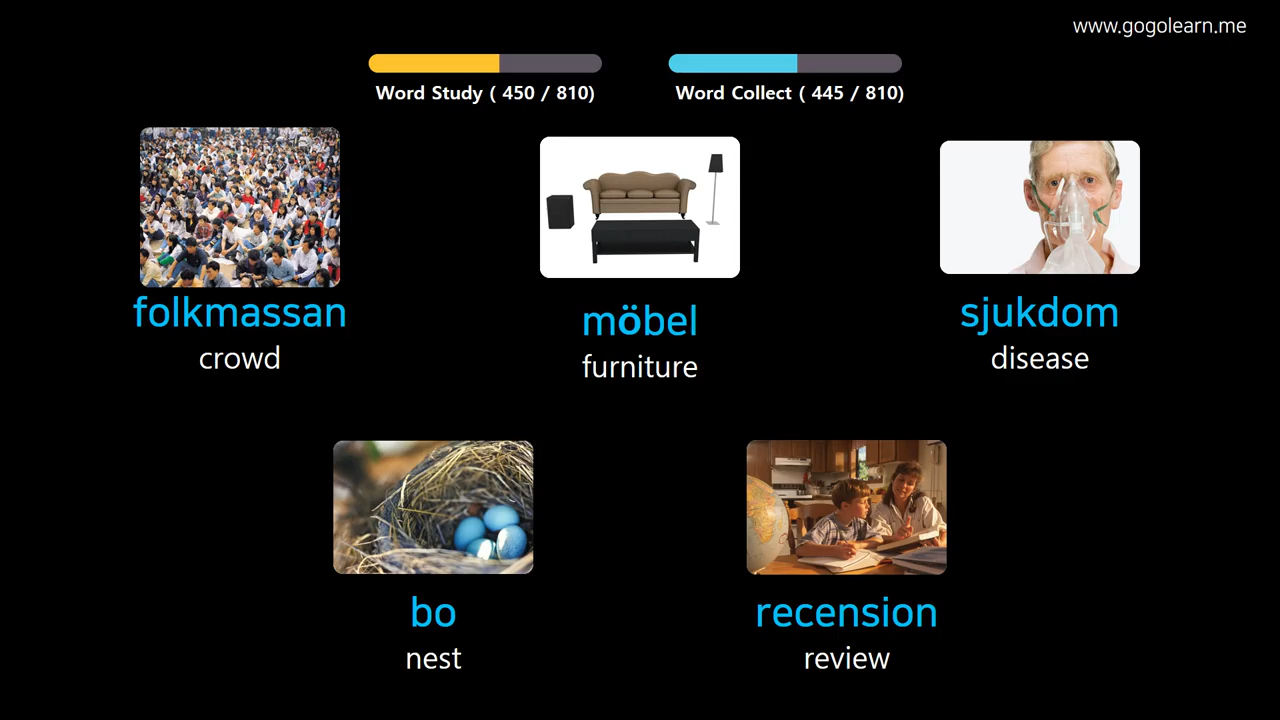 www.gogolearn.me
Word Study ( 450 / 810)
Word Collect ( 445 / 810)
folkmassan
crowd
möbel
furniture
sjukdom
disease
bo
nest
recension
review